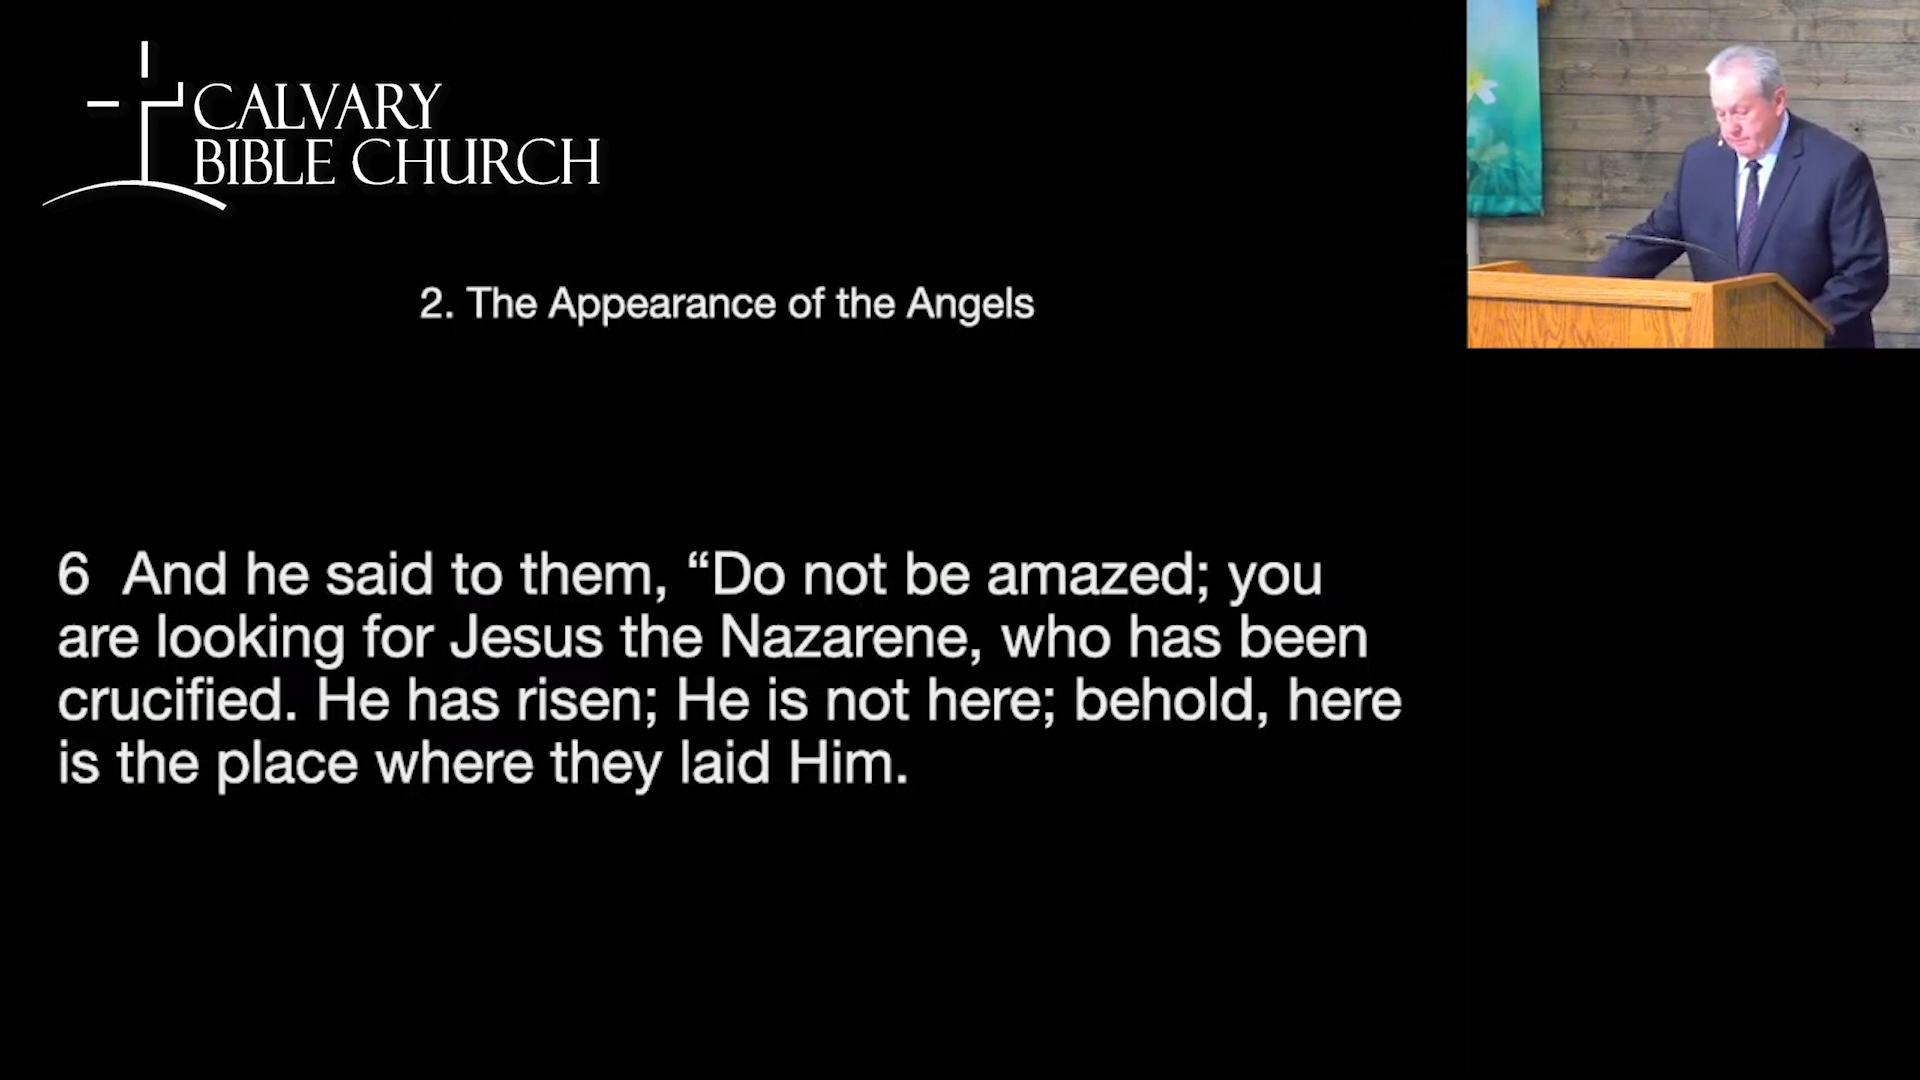 CALVARY
BIBLE CHURCH
2. The Appearance of the Angels
6  And he said to them, “Do not be amazed; you
are looking for Jesus the Nazarene, who has been
crucified. He has risen; He is not here; behold, here
is the place where they laid Him.